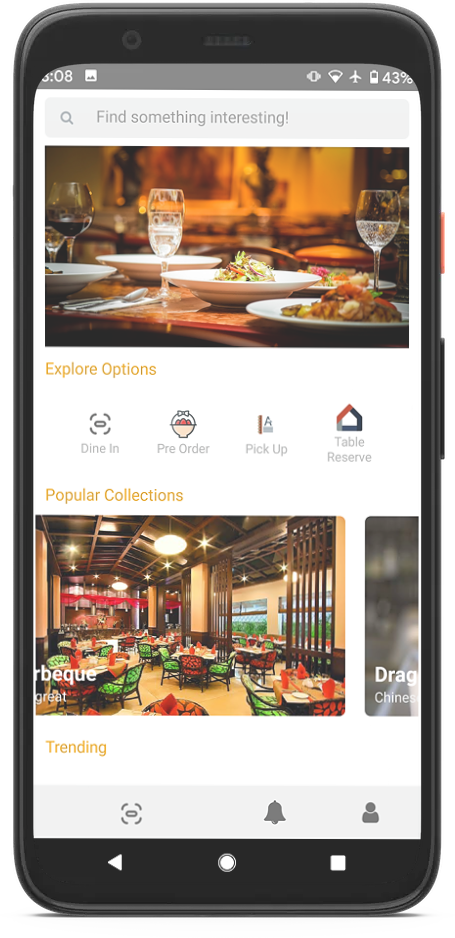 :08
43%
Find something interesting!
Explore Options
Dine In
Pre Order
Pick Up
Table
Reserve
Popular Collections
rbeque
great
Drag
Chines
Trending